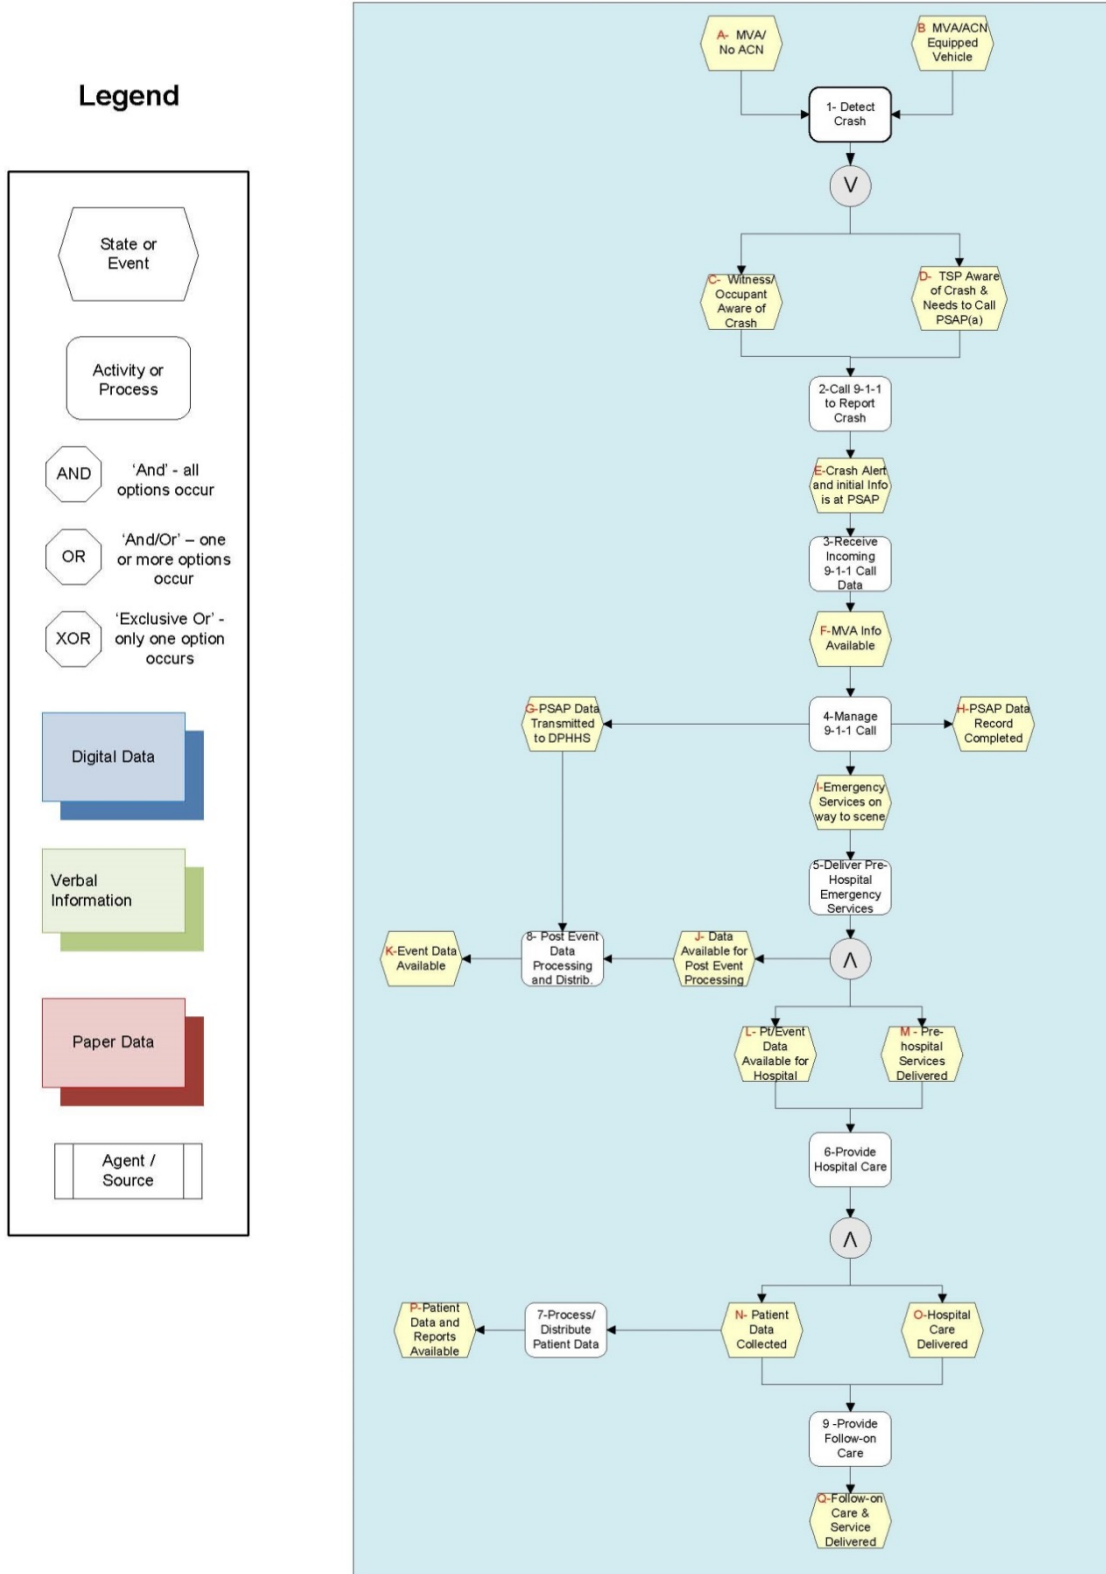 Legend
State or
Event
Activity or
Process
AND
'And' - all
options occur
OR
'And/Or' – one
or more options
occur
XOR
'Exclusive Or' -
only one option
occurs
Digital Data
Verbal
Information
Paper Data
Agent /
Source
A- MVA/
No ACN
B MVA/ACN
Equipped
Vehicle
1- Detect
Crash
V
C- Witness/
Occupant
Aware of
Crash
D- TSP Aware
of Crash &
Needs to Call
PSAP(a)
2-Call 9-1-1
to Report
Crash
E-Crash Alert
and initial Info
is at PSAP
3-Receive
Incoming
9-1-1 Call
Data
F-MVA Info
Available
G-PSAP Data
Transmitted
to DPHHS
4-Manage
9-1-1 Call
H-PSAP Data
Record
Completed
I-Emergency
Services on
way to scene
5-Deliver Pre-
Hospital
Emergency
Services
K-Event Data
Available
8- Post Event
Data
Processing
and Distrib.
J- Data
Available for
Post Event
Processing
Λ
L- Pt/Event
Data
Available for
Hospital
M - Pre-
hospital
Services
Delivered
6-Provide
Hospital Care
Λ
P-Patient
Data and
Reports
Available
7-Process/
Distribute
Patient Data
N- Patient
Data
Collected
O-Hospital
Care
Delivered
9 -Provide
Follow-on
Care
Q-Follow-on
Care &
Service
Delivered